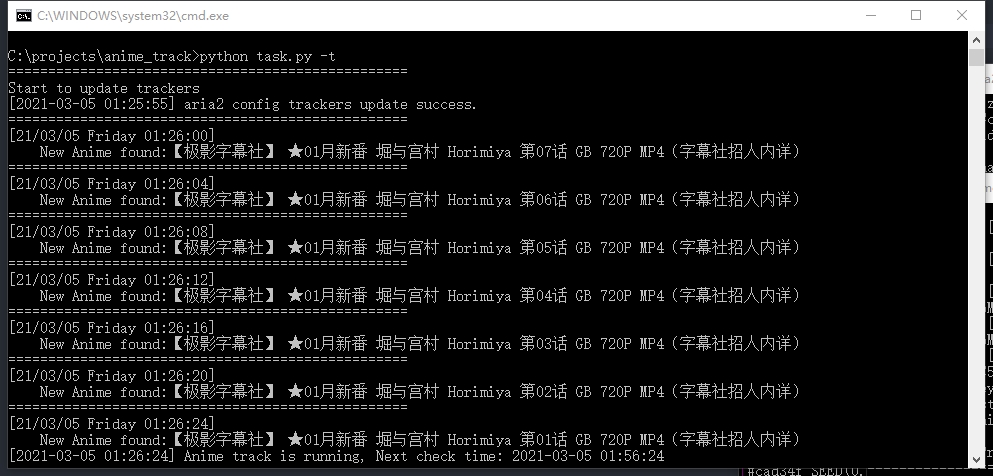 C:\WINDOWS\system32\cmd.exe
C:\projects\anime_track>python task.py -t
==================================================
Start to update trackers
[2021-03-05 01:25:55] aria2 config trackers update success.
==================================================
[21/03/05 Friday 01:26:00]
New Anime found:【极影字幕社】 ★01月新番 堀与宫村 Horimiya 第07话 GB 720P MP4（字幕社招人内详）
==================================================
[21/03/05 Friday 01:26:04]
New Anime found:【极影字幕社】 ★01月新番 堀与宫村 Horimiya 第06话 GB 720P MP4（字幕社招人内详）
==================================================
[21/03/05 Friday 01:26:08]
New Anime found:【极影字幕社】 ★01月新番 堀与宫村 Horimiya 第05话 GB 720P MP4（字幕社招人内详）
==================================================
[21/03/05 Friday 01:26:12]
New Anime found:【极影字幕社】 ★01月新番 堀与宫村 Horimiya 第04话 GB 720P MP4（字幕社招人内详）
==================================================
[21/03/05 Friday 01:26:16]
New Anime found:【极影字幕社】 ★01月新番 堀与宫村 Horimiya 第03话 GB 720P MP4（字幕社招人内详）
==================================================
[21/03/05 Friday 01:26:20]
New Anime found:【极影字幕社】 ★01月新番 堀与宫村 Horimiya 第02话 GB 720P MP4（字幕社招人内详）
==================================================
[21/03/05 Friday 01:26:24]
New Anime found:【极影字幕社】 ★01月新番 堀与宫村 Horimiya 第01话 GB 720P MP4（字幕社招人内详）
[2021-03-05 01:26:24] Anime track is running, Next check time: 2021-03-05 01:56:24